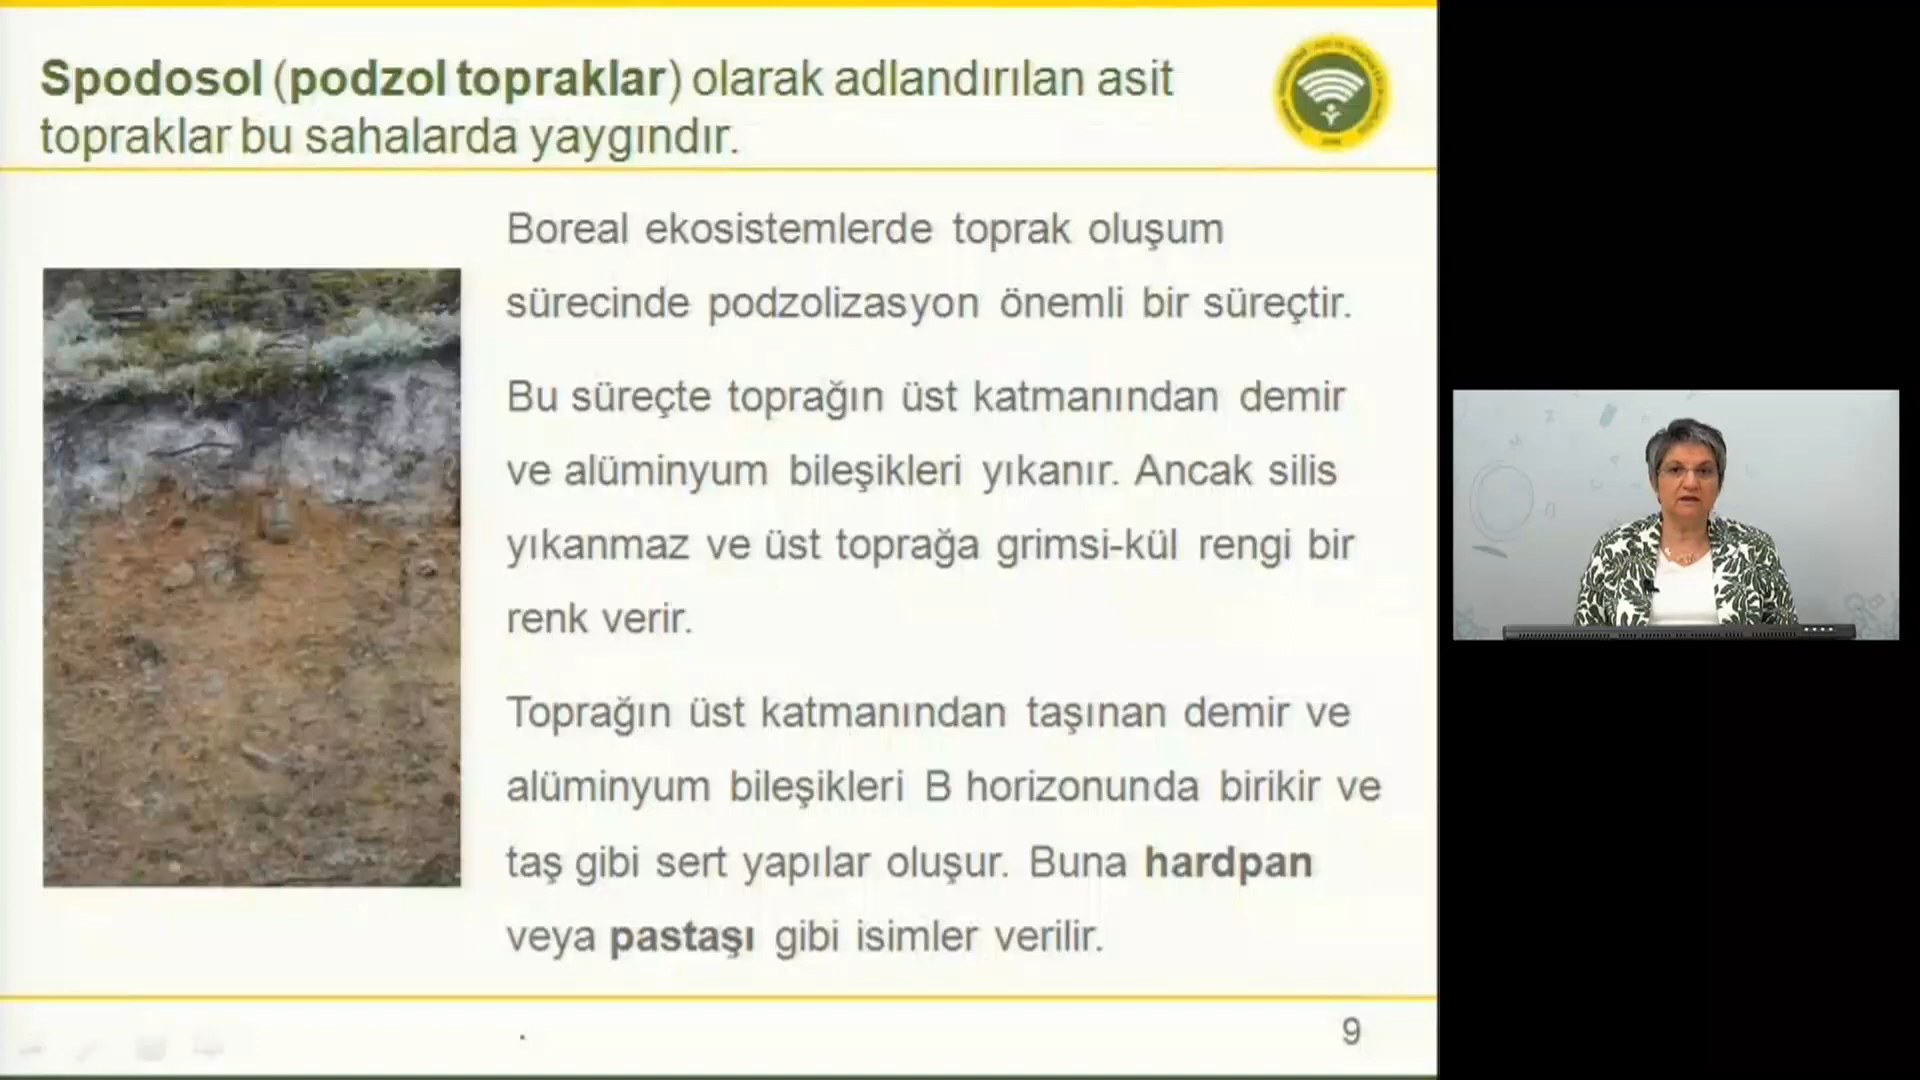 Spodosol (podzol topraklar) olarak adlandırılan asit
topraklar bu sahalarda yaygındır.
Boreal ekosistemlerde toprak oluşum
sürecinde podzolizasyon önemli bir süreçtir.
Bu süreçte toprağın üst katmanından demir
ve alüminyum bileşikleri yıkanır. Ancak silis
yıkanmaz ve üst toprağa grimsi-kül rengi bir
renk verir.
Toprağın üst katmanından taşınan demir ve
alüminyum bileşikleri B horizonunda birikir ve
taş gibi sert yapılar oluşur. Buna hardpan
veya pastaşı gibi isimler verilir.
.
9